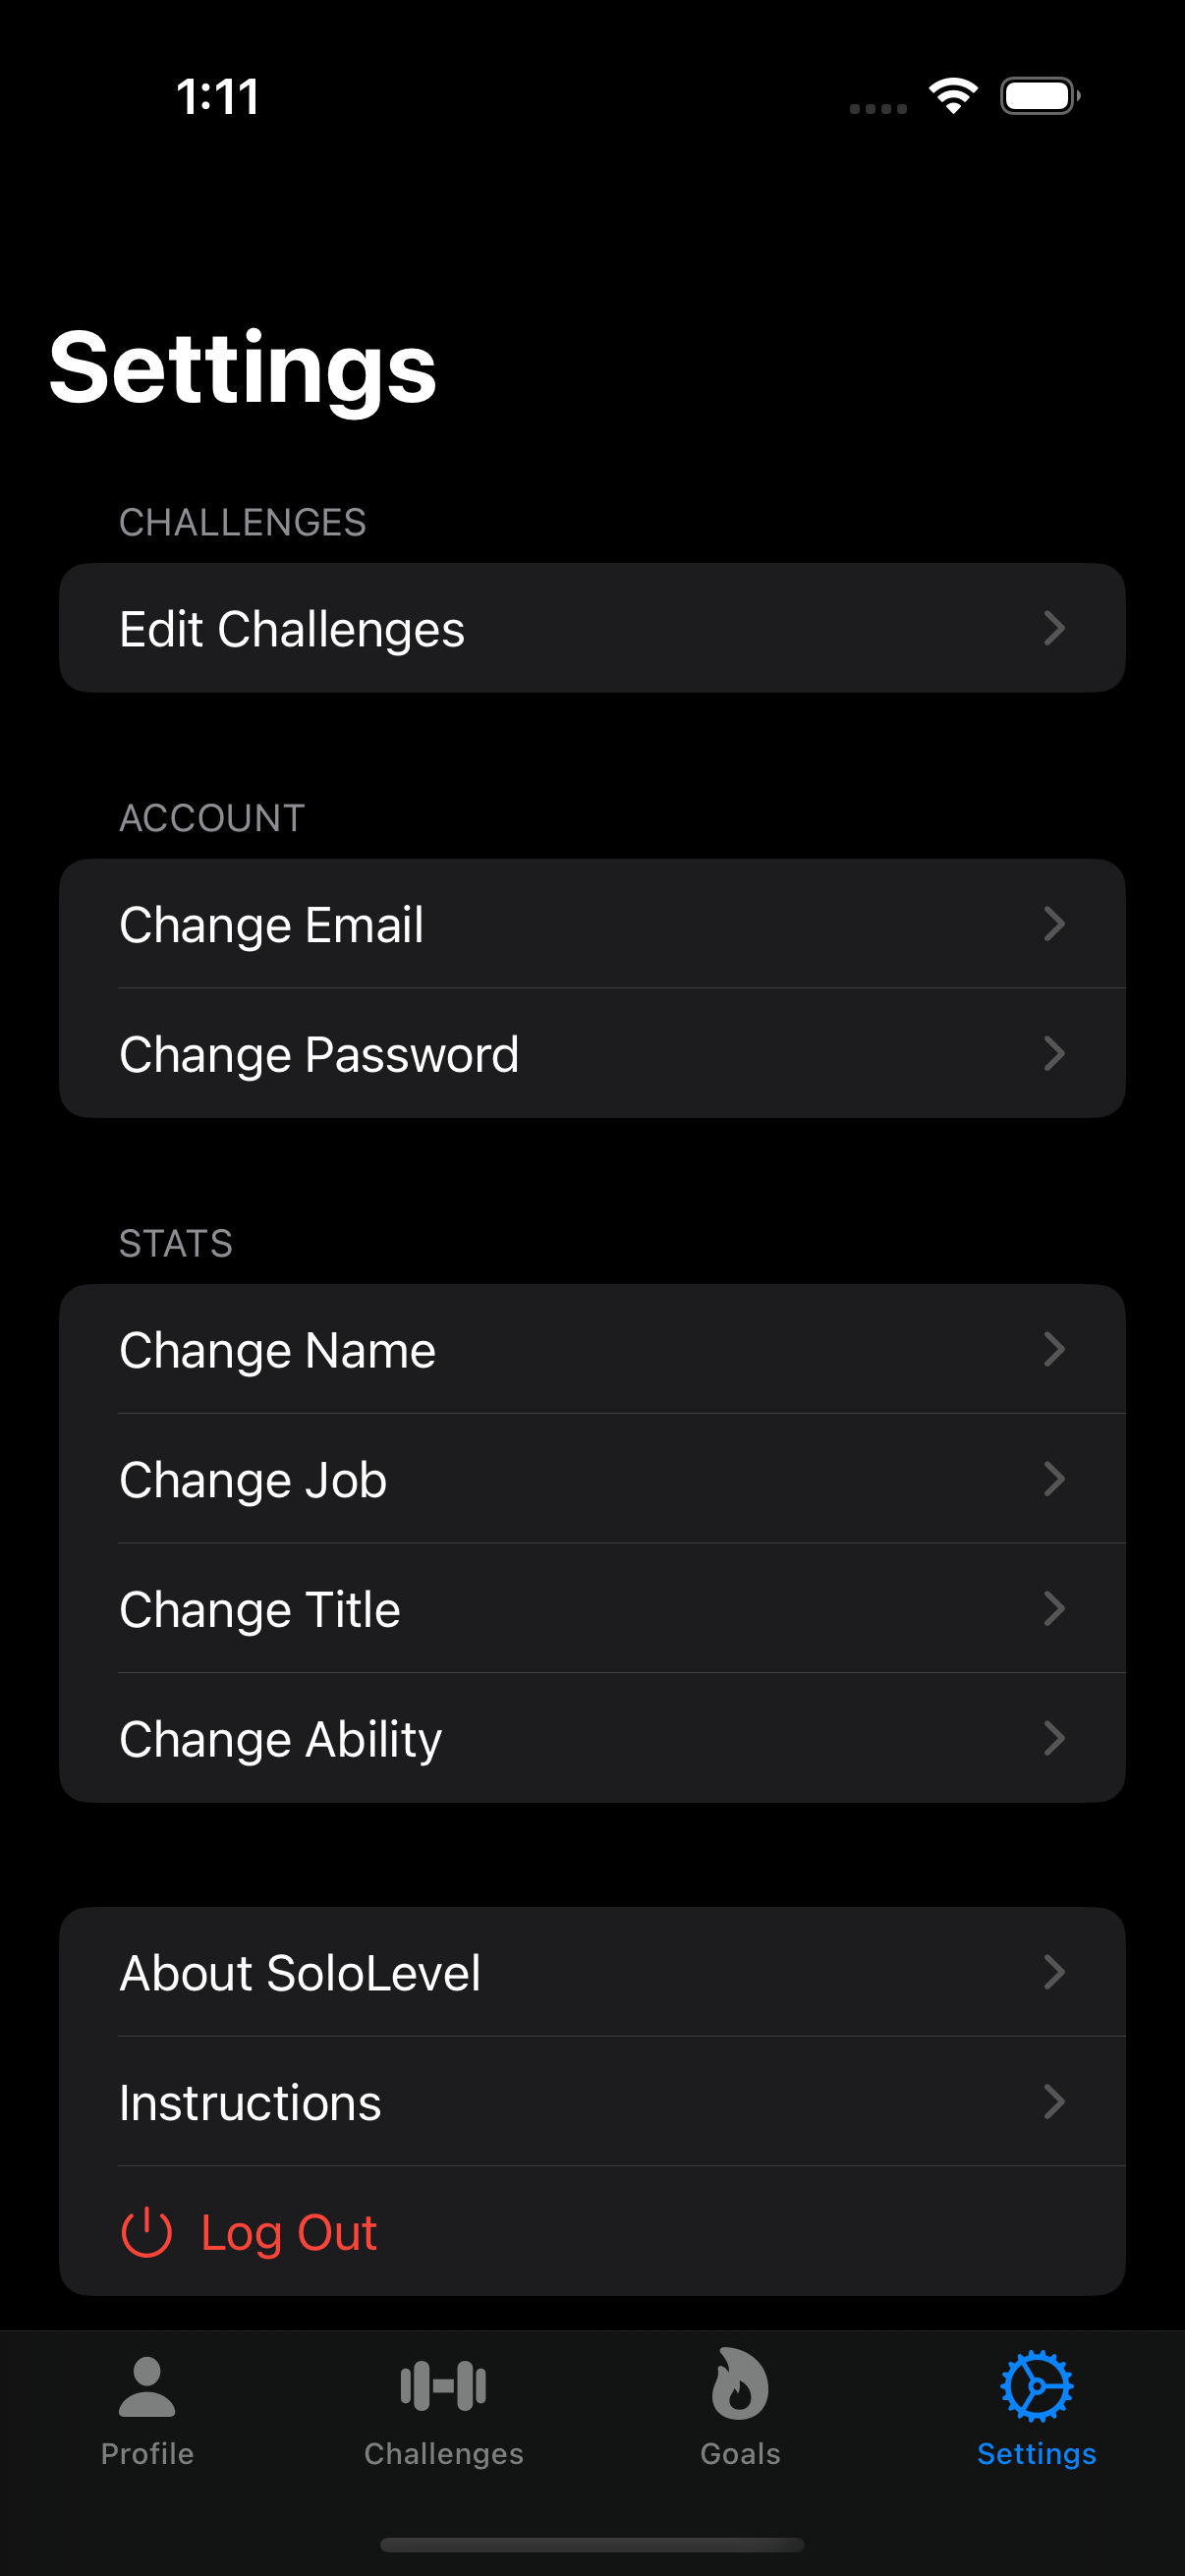 1:11
Settings
CHALLENGES
Edit Challenges
ACCOUNT
Change Email
Change Password
STATS
Change Name
Change Job
Change Title
Change Ability
About SoloLevel
Instructions
Log Out
Profile
Challenges
Goals
Settings